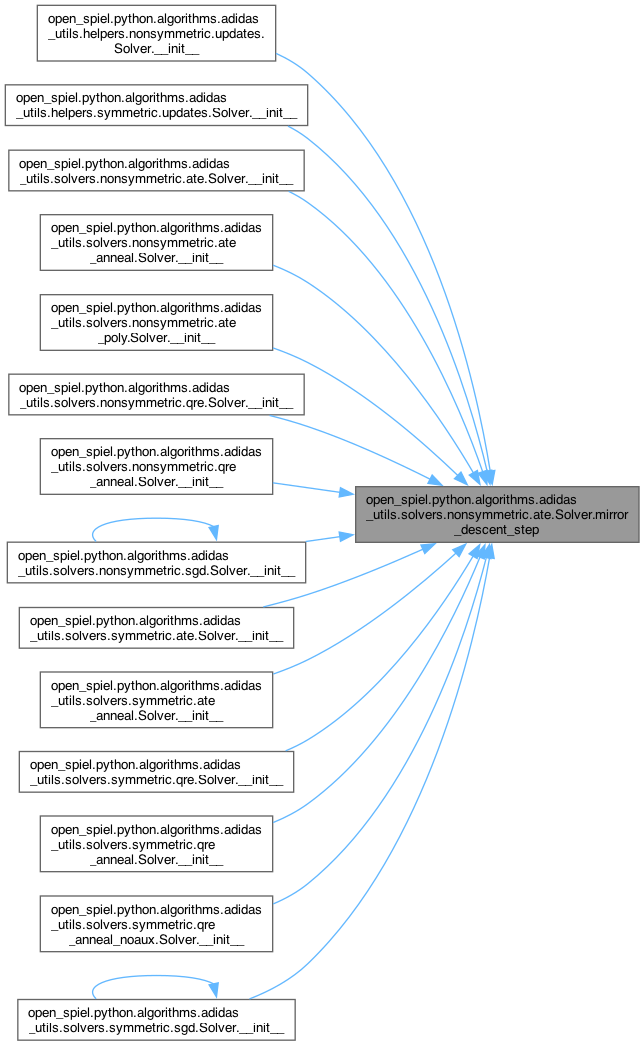 open_spiel.python.algorithms.adidas
_utils.helpers.nonsymmetric.updates.
Solver.__init__
open_spiel.python.algorithms.adidas
_utils.helpers.symmetric.updates.Solver.__init__
open_spiel.python.algorithms.adidas
_utils.solvers.nonsymmetric.ate.Solver.__init__
open_spiel.python.algorithms.adidas
_utils.solvers.nonsymmetric.ate
_anneal.Solver.__init__
open_spiel.python.algorithms.adidas
_utils.solvers.nonsymmetric.ate
_poly.Solver.__init__
open_spiel.python.algorithms.adidas
_utils.solvers.nonsymmetric.qre.Solver.__init__
open_spiel.python.algorithms.adidas
_utils.solvers.nonsymmetric.qre
_anneal.Solver.__init__
open_spiel.python.algorithms.adidas
_utils.solvers.nonsymmetric.ate.Solver.mirror
_descent_step
open_spiel.python.algorithms.adidas
_utils.solvers.nonsymmetric.sgd.Solver.__init__
open_spiel.python.algorithms.adidas
_utils.solvers.symmetric.ate.Solver.__init__
open_spiel.python.algorithms.adidas
_utils.solvers.symmetric.ate
_anneal.Solver.__init__
open_spiel.python.algorithms.adidas
_utils.solvers.symmetric.qre.Solver.__init__
open_spiel.python.algorithms.adidas
_utils.solvers.symmetric.qre
_anneal.Solver.__init__
open_spiel.python.algorithms.adidas
_utils.solvers.symmetric.qre
_anneal_noaux.Solver.__init__
open_spiel.python.algorithms.adidas
_utils.solvers.symmetric.sgd.Solver.__init__